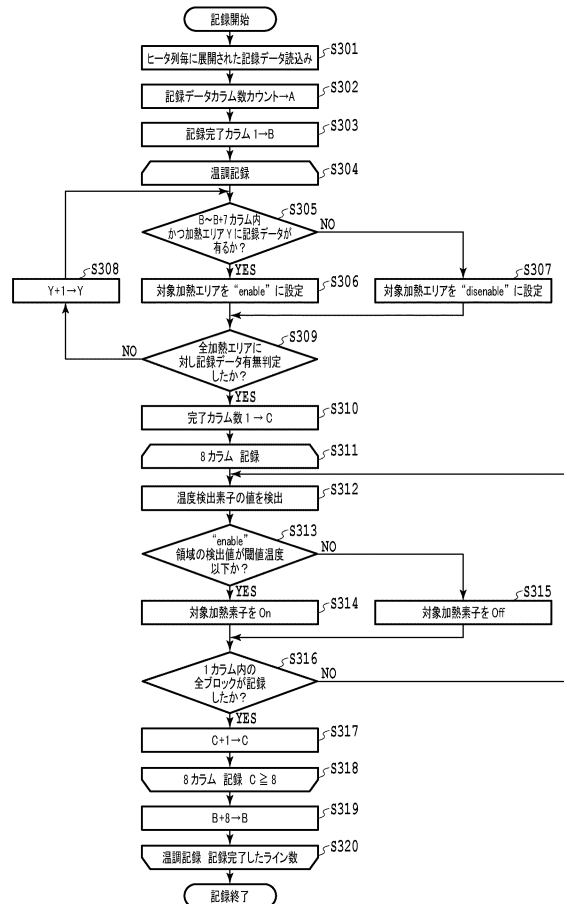 記録開始
ヒータ列毎に展開された記録データ読込み
S301
記録データカラム数カウント→A
S302
記録完了カラム 1→B
S303
温調記録
S304
B～B+7カラム内
かつ加熱エリアYに記録データが
有るか？
S305
NO
YES
Y+1→Y
S308
対象加熱エリアを “enable” に設定
S306
対象加熱エリアを “disenable” に設定
S307
全加熱エリアに
対し記録データ有無判定
したか？
S309
NO
YES
完了カラム数 1→C
S310
8カラム 記録
S311
温度検出素子の値を検出
S312
“enable”
領域の検出値が閾値温度
以下か？
S313
NO
YES
対象加熱素子を On
S314
対象加熱素子を Off
S315
1カラム内の
全ブロックが記録
したか？
S316
NO
YES
C+1→C
S317
8カラム 記録 C≧8
S318
B+8→B
S319
温調記録 記録完了したライン数
S320
記録終了